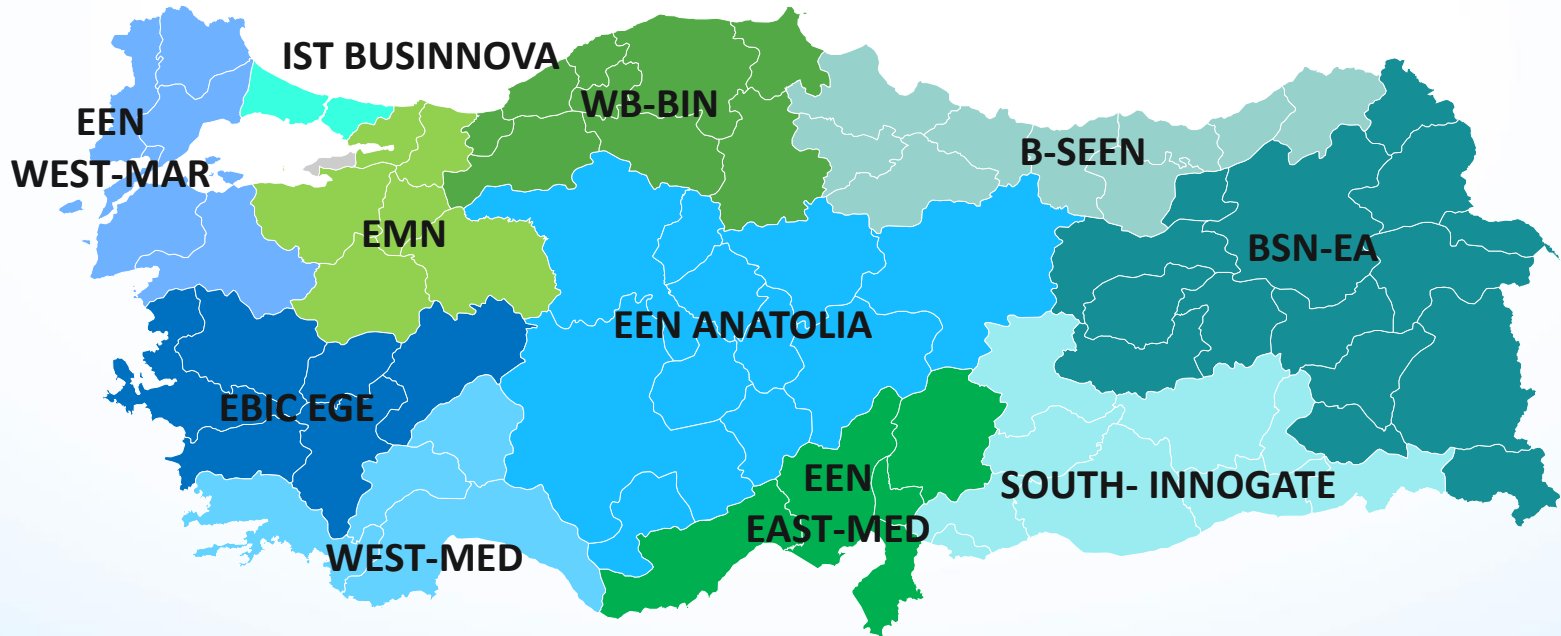 IST BUSINNOVA
EEN
WEST-MAR
WB-BIN
B-SEEN
EMN
BSN-EA
EEN ANATOLIA
EBIC EGE
EEN
EAST-MED
SOUTH- INNOGATE
WEST-MED